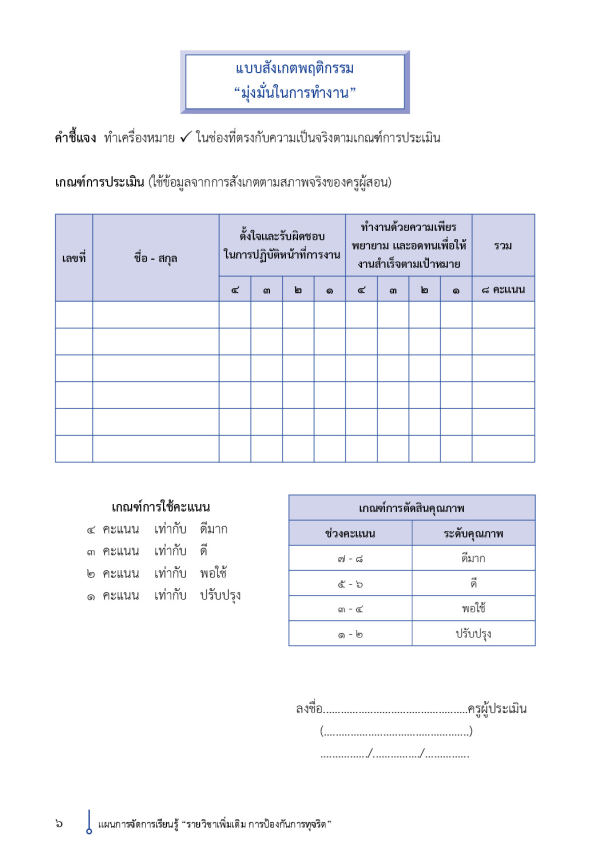 แบบสังเกตพฤติกรรม
“มุ่งมั่นในการทำงาน”
คำชี้แจง ทำเครื่องหมาย ✓ ในช่องที่ตรงกับความเป็นจริงตามเกณฑ์การประเมิน
เกณฑ์การประเมิน (ใช้ข้อมูลจากการสังเกตตามสภาพจริงของครูผู้สอน)
เลขที่
ชื่อ - สกุล
ตั้งใจและรับผิดชอบ
ในการปฏิบัติหน้าที่การงาน
ทำงานด้วยความเพียร
พยายาม และอดทนเพื่อให้
งานสำเร็จตามเป้าหมาย
รวม
๔ ๓ ๒ ๑ ๔ ๓ ๒ ๑ ๘ คะแนน
เกณฑ์การใช้คะแนน
๔ คะแนน เท่ากับ ดีมาก
๓ คะแนน เท่ากับ ดี
๒ คะแนน เท่ากับ พอใช้
๑ คะแนน เท่ากับ ปรับปรุง
เกณฑ์การตัดสินคุณภาพ
ช่วงคะแนน ระดับคุณภาพ
๗ - ๘ ดีมาก
๕ - ๖ ดี
๓ - ๔ พอใช้
๑ - ๒ ปรับปรุง
ลงชื่อ.................................................ครูผู้ประเมิน
(.................................................)
................/................/...............
๖ แผนการจัดการเรียนรู้ “รายวิชาเพิ่มเติม การป้องกันการทุจริต”